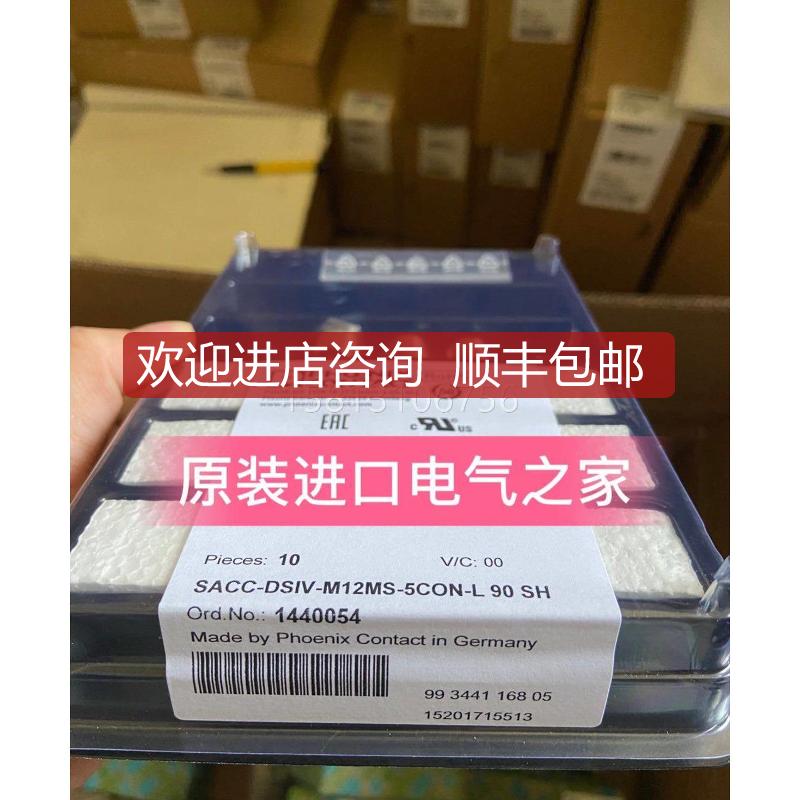 欢迎进店咨询 顺丰包邮
EAC
c RU US
原装进口电气之家
Pieces: 10 V/C: 00
SACC-DSIV-M12MS-5CON-L 90 SH
Ord.No.: 1440054
Made by Phoenix Contact in Germany
99 3441 168 05
15201715513